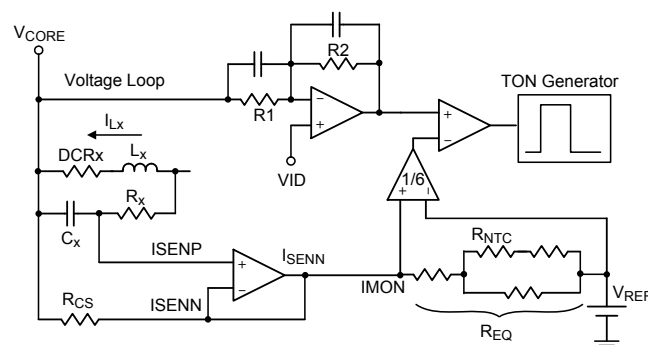 VCORE
Voltage Loop
R2
R1
TON Generator
ILx
DCRx
Lx
VID
1/6
Rx
Cx
ISENP
ISENN
RNTC
IMON
RCS
ISENN
VREF
REQ